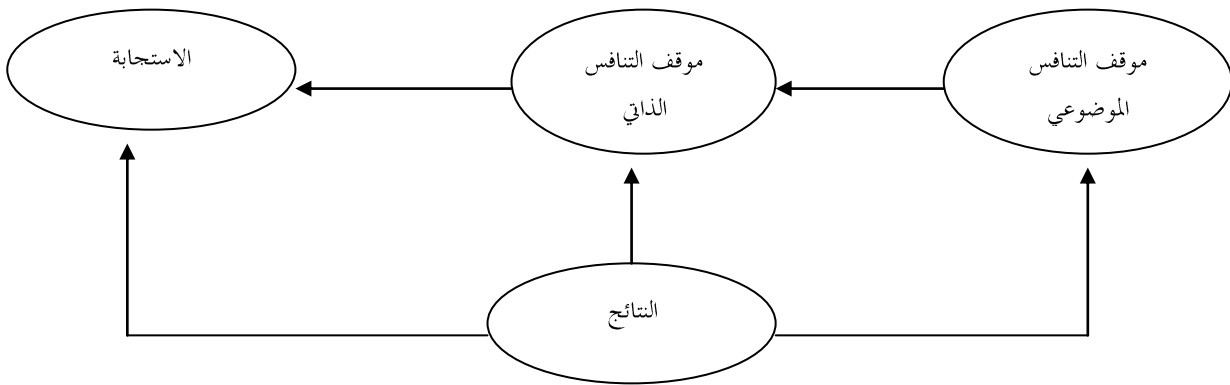 موقف التنافس
الموضوعي
موقف التنافس
الذاتي
الاستجابة
النتائج